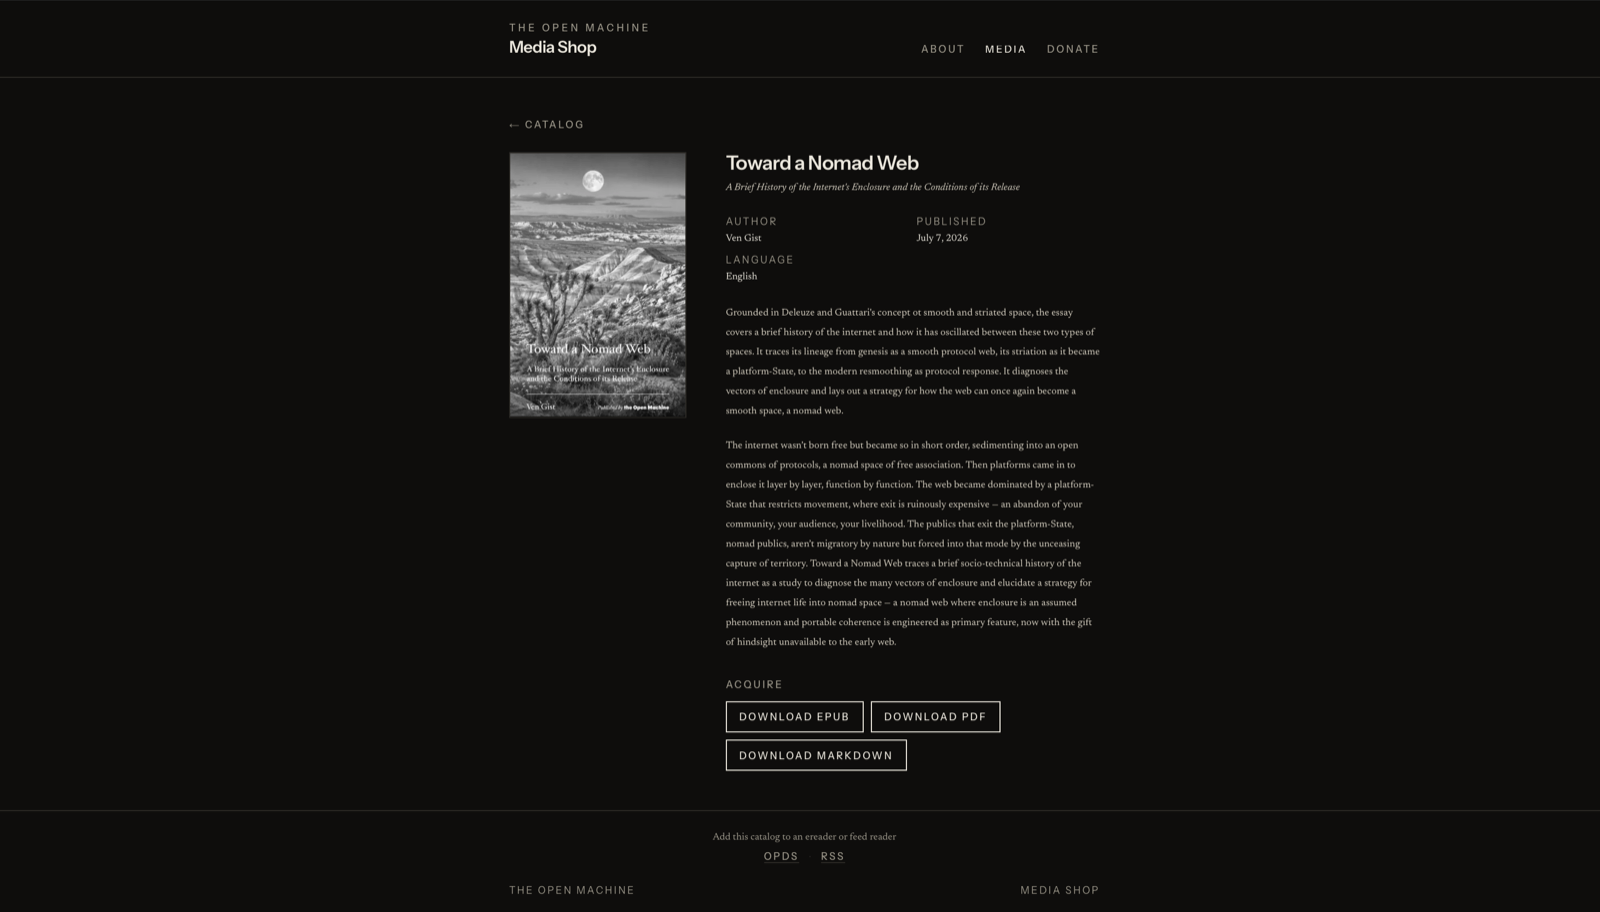 THE OPEN MACHINE
Media Shop
ABOUT MEDIA DONATE
← CATALOG
Toward a Nomad Web
A Brief History of the Internet's Enclosure
and the Conditions of its Release
Ven Gist
Published by the Open Machine
Toward a Nomad Web
A Brief History of the Internet's Enclosure and the Conditions of its Release
AUTHOR
Ven Gist
PUBLISHED
July 7, 2026
LANGUAGE
English
Grounded in Deleuze and Guattari's concept ot smooth and striated space, the essay
covers a brief history of the internet and how it has oscillated between these two types of
spaces. It traces its lineage from genesis as a smooth protocol web, its striation as it became
a platform-State, to the modern resmoothing as protocol response. It diagnoses the
vectors of enclosure and lays out a strategy for how the web can once again become a
smooth space, a nomad web.
The internet wasn't born free but became so in short order, sedimenting into an open
commons of protocols, a nomad space of free association. Then platforms came in to
enclose it layer by layer, function by function. The web became dominated by a platform-
State that restricts movement, where exit is ruinously expensive — an abandon of your
community, your audience, your livelihood. The publics that exit the platform-State,
nomad publics, aren't migratory by nature but forced into that mode by the unceasing
capture of territory. Toward a Nomad Web traces a brief socio-technical history of the
internet as a study to diagnose the many vectors of enclosure and elucidate a strategy for
freeing internet life into nomad space — a nomad web where enclosure is an assumed
phenomenon and portable coherence is engineered as primary feature, now with the gift
of hindsight unavailable to the early web.
ACQUIRE
DOWNLOAD EPUB DOWNLOAD PDF
DOWNLOAD MARKDOWN
Add this catalog to an ereader or feed reader
OPDS · RSS
THE OPEN MACHINE MEDIA SHOP